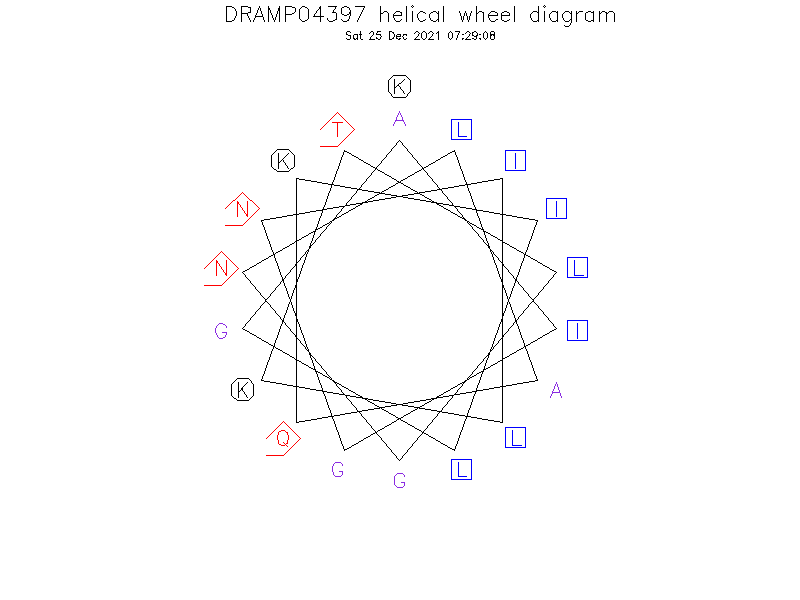 DRAMP04397 helical wheel diagram
Sat 25 Dec 2021 07:29:08
K
T A L
K I
N I
N L
G I
K A
Q L
G G L